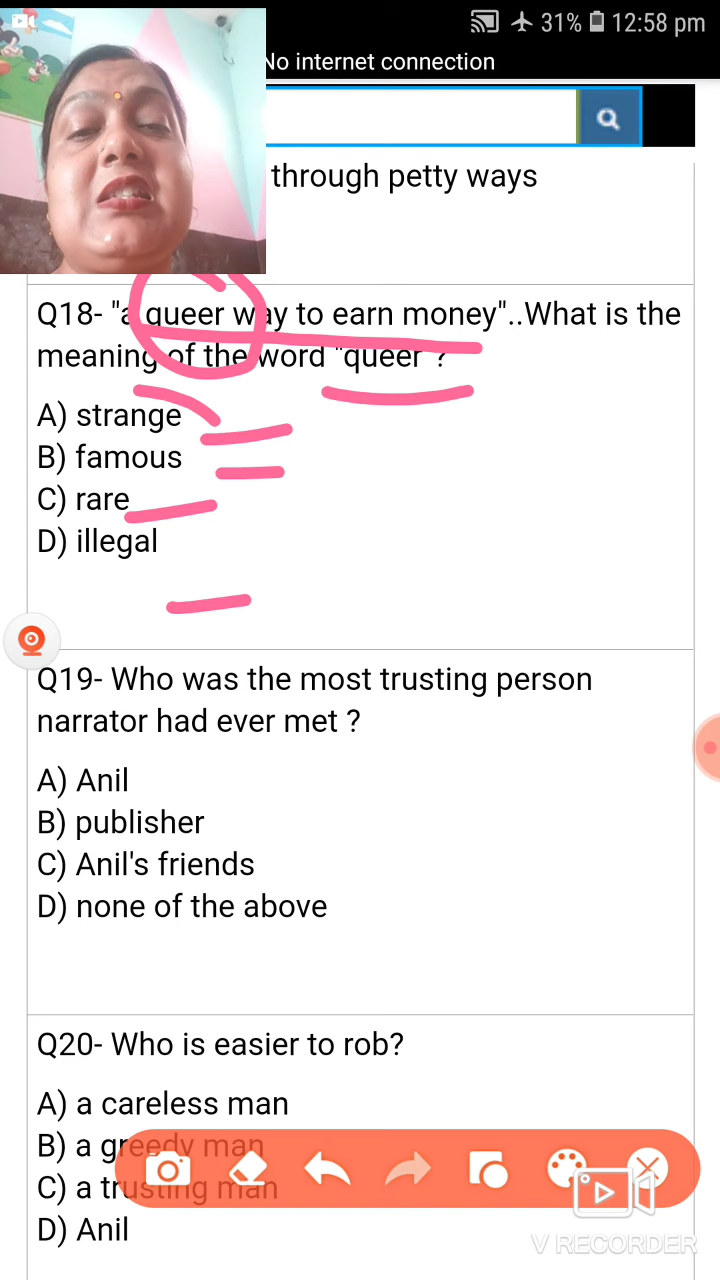 31% 12:58 pm
No internet connection
through petty ways
Q18- "a queer way to earn money"..What is the
meaning of the word "queer"?
A) strange
B) famous
C) rare
D) illegal
Q19- Who was the most trusting person
narrator had ever met ?
A) Anil
B) publisher
C) Anil's friends
D) none of the above
Q20- Who is easier to rob?
A) a careless man
B) a greedy man
C) a trusting man
D) Anil
V RECORDER